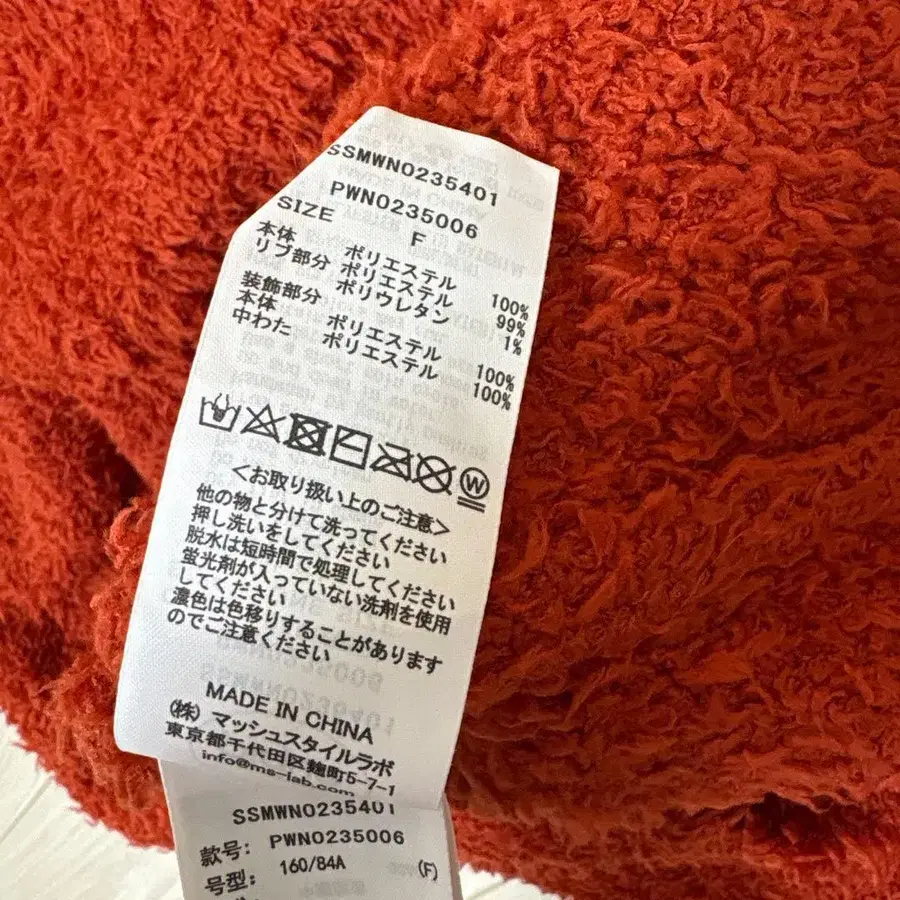 SSMWN0235401
PWN0235006
SIZE F
本体 ポリエステル 100%
リブ部分 ポリエステル 99%
ポリウレタン 1%
装飾部分
本体 ポリエステル 100%
中わた ポリエステル 100%
W
<お取り扱い上のご注意>
他の物と分けて洗ってください
押し洗いをしてください
脱水は短時間で処理してください
蛍光剤が入っていない洗剤を使用
してください
濃色は色移りすることがあります
のでご注意ください
MADE IN CHINA
(株) マッシュスタイルラボ
東京都千代田区麹町5-7-1
info@ms-lab.com
SSMWN0235401
款号: PWN0235006
号型: 160/84A (F)